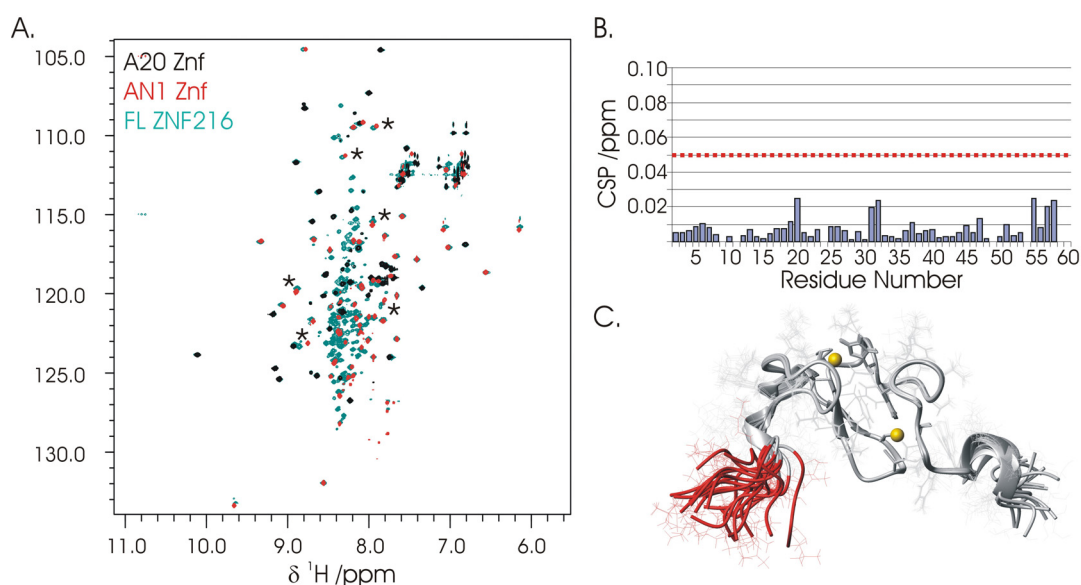 A.
105.0
110.0
115.0
120.0
125.0
130.0
A20 Znf
AN1 Znf
FL ZNF216
*
*
*
*
*
*
11.0 10.0 9.0 8.0 7.0 6.0
δ ¹H /ppm
B.
0.10
0.08
0.06
0.04
0.02
CSP /ppm
5 10 15 20 25 30 35 40 45 50 55 60
Residue Number
C.